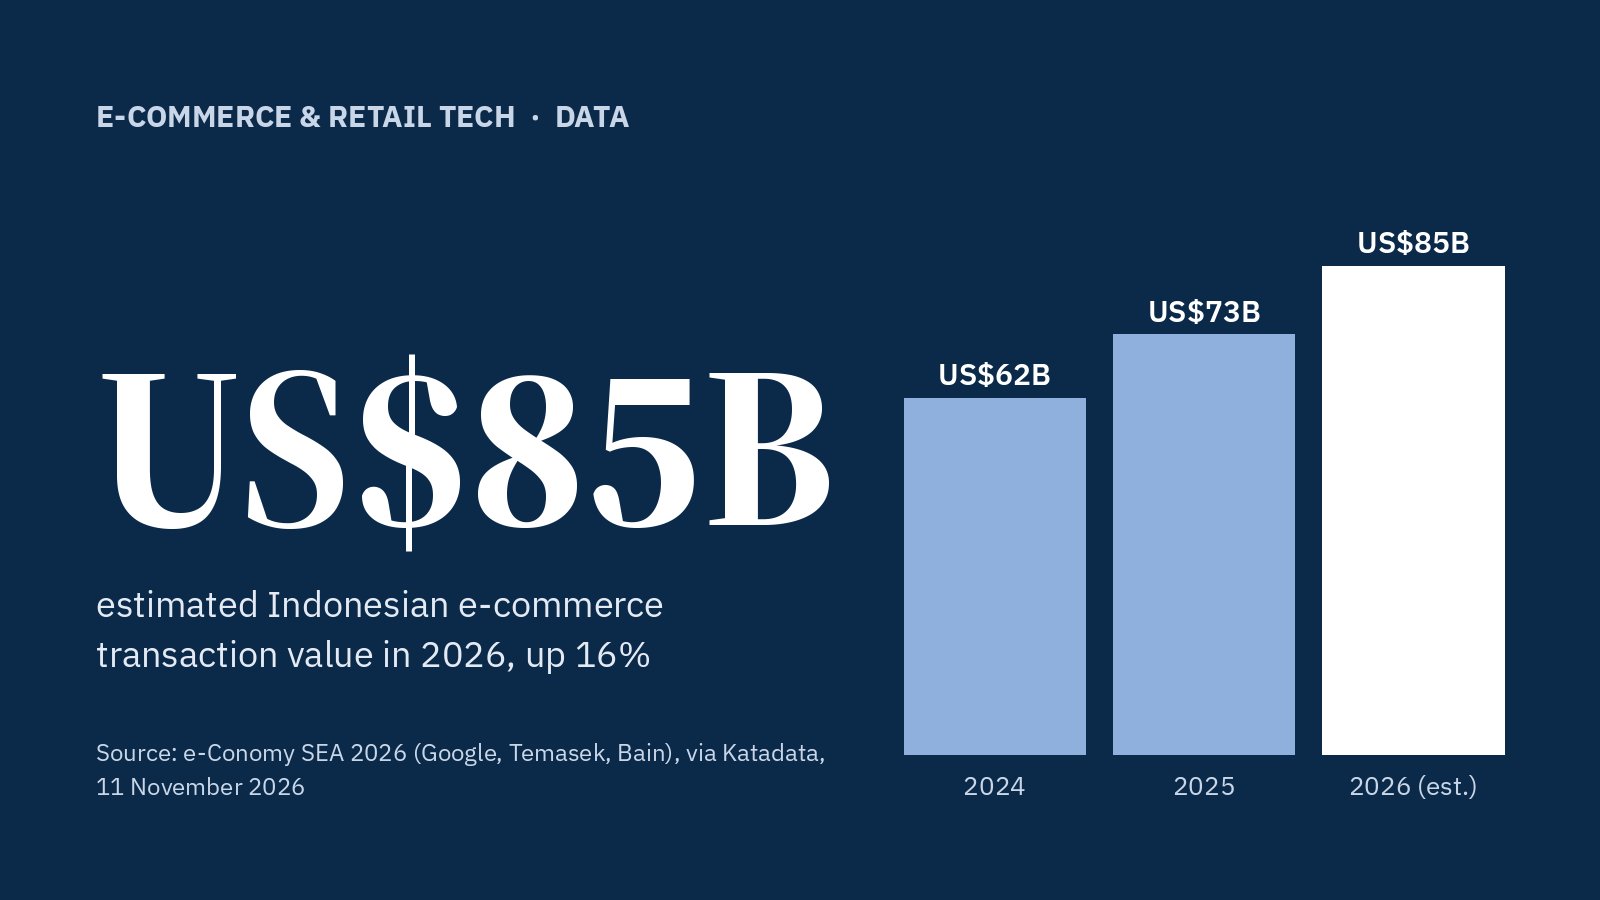 E-COMMERCE & RETAIL TECH · DATA
US$85B
estimated Indonesian e-commerce
transaction value in 2026, up 16%
Source: e-Conomy SEA 2026 (Google, Temasek, Bain), via Katadata,
11 November 2026
US$62B
US$73B
US$85B
2024
2025
2026 (est.)